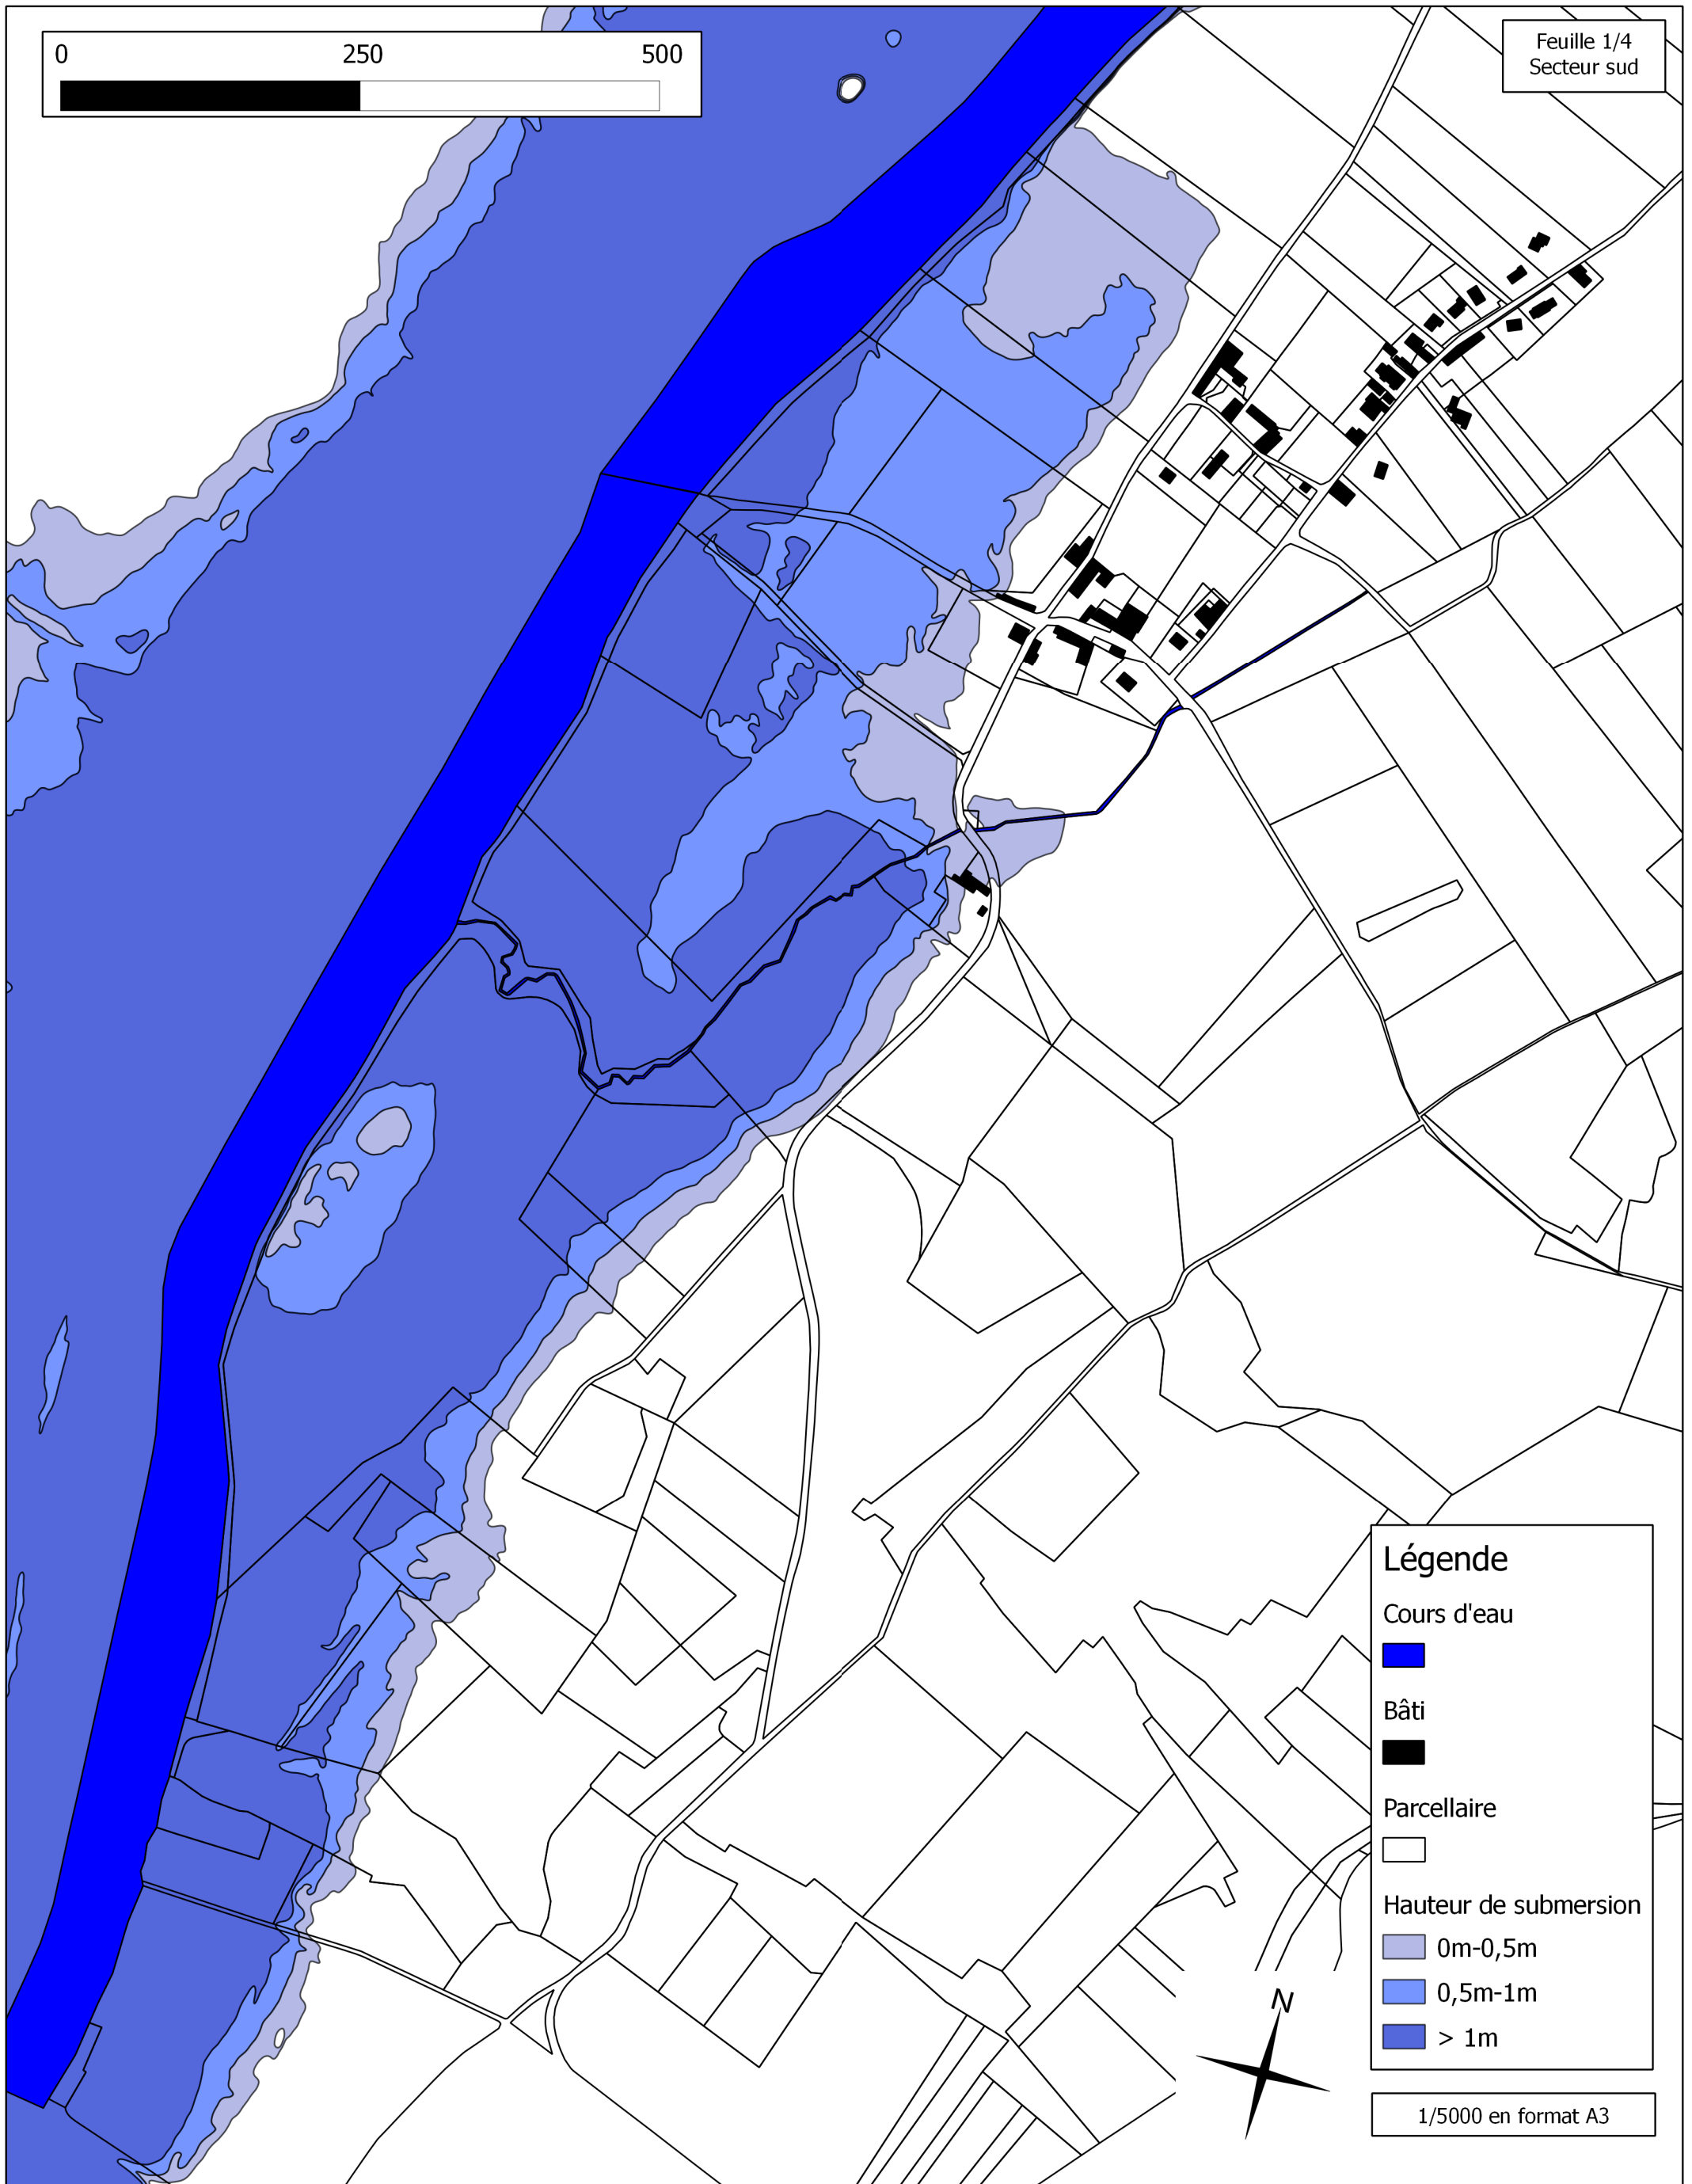 0 250 500
Feuille 1/4
Secteur sud
Légende
Cours d'eau
Bâti
Parcellaire
Hauteur de submersion
0m-0,5m
0,5m-1m
> 1m
N
1/5000 en format A3